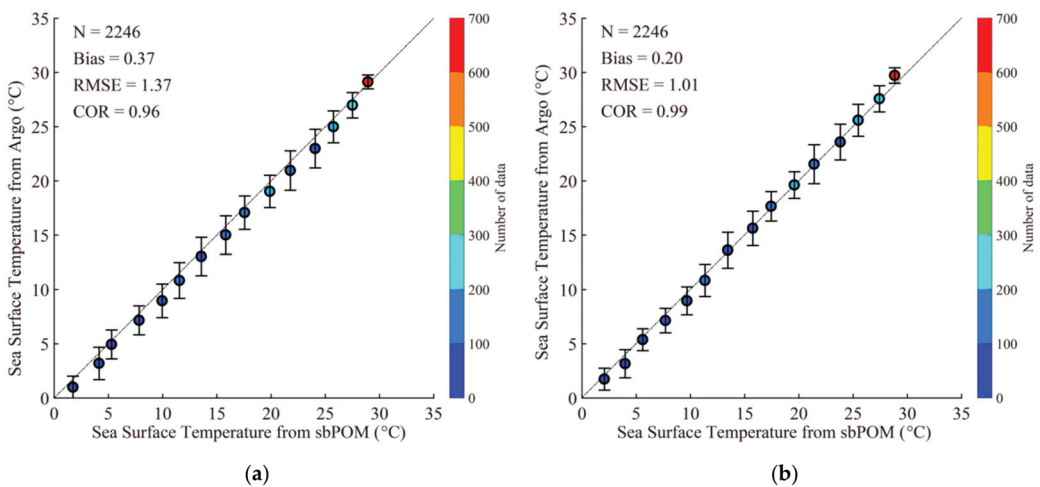 N = 2246
Bias = 0.37
RMSE = 1.37
COR = 0.96
Sea Surface Temperature from Argo (°C)
35
30
25
20
15
10
5
0
0 5 10 15 20 25 30 35
Sea Surface Temperature from sbPOM (°C)
700
600
500
400
300
200
100
0
Number of data
(a)
N = 2246
Bias = 0.20
RMSE = 1.01
COR = 0.99
Sea Surface Temperature from Argo (°C)
35
30
25
20
15
10
5
0
0 5 10 15 20 25 30 35
Sea Surface Temperature from sbPOM (°C)
700
600
500
400
300
200
100
0
Number of data
(b)